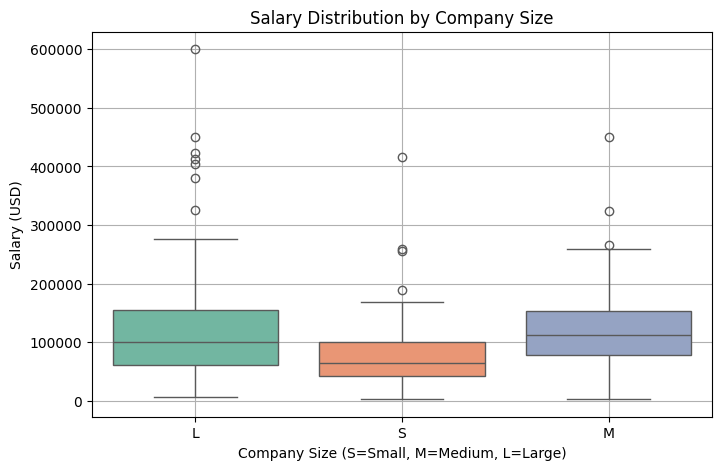 Salary Distribution by Company Size
Salary (USD)
600000
500000
400000
300000
200000
100000
0
L
S
M
Company Size (S=Small, M=Medium, L=Large)